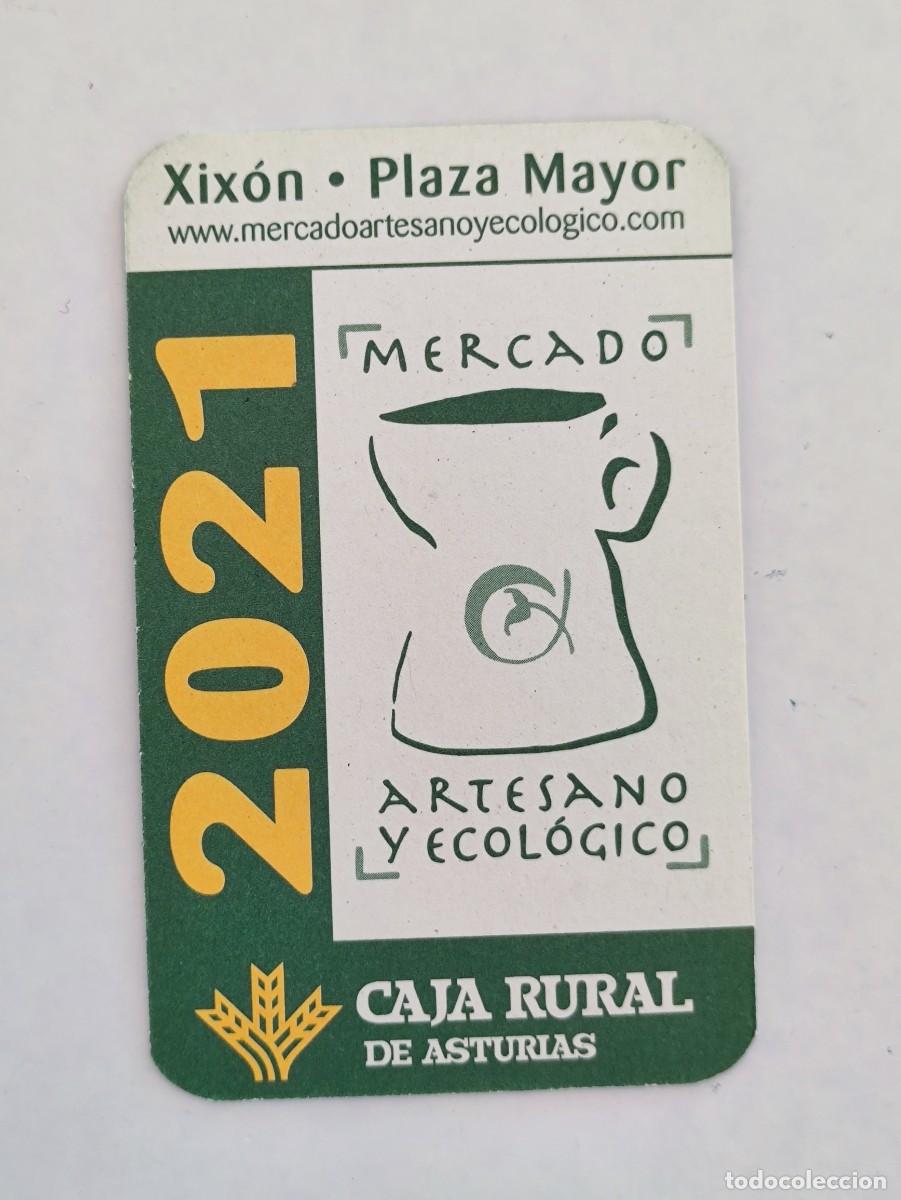 Xixón • Plaza Mayor
www.mercadoartesanoyecologico.com
2021
MERCADO
ARTESANO
Y ECOLÓGICO
CAJA RURAL
DE ASTURIAS
todocoleccion